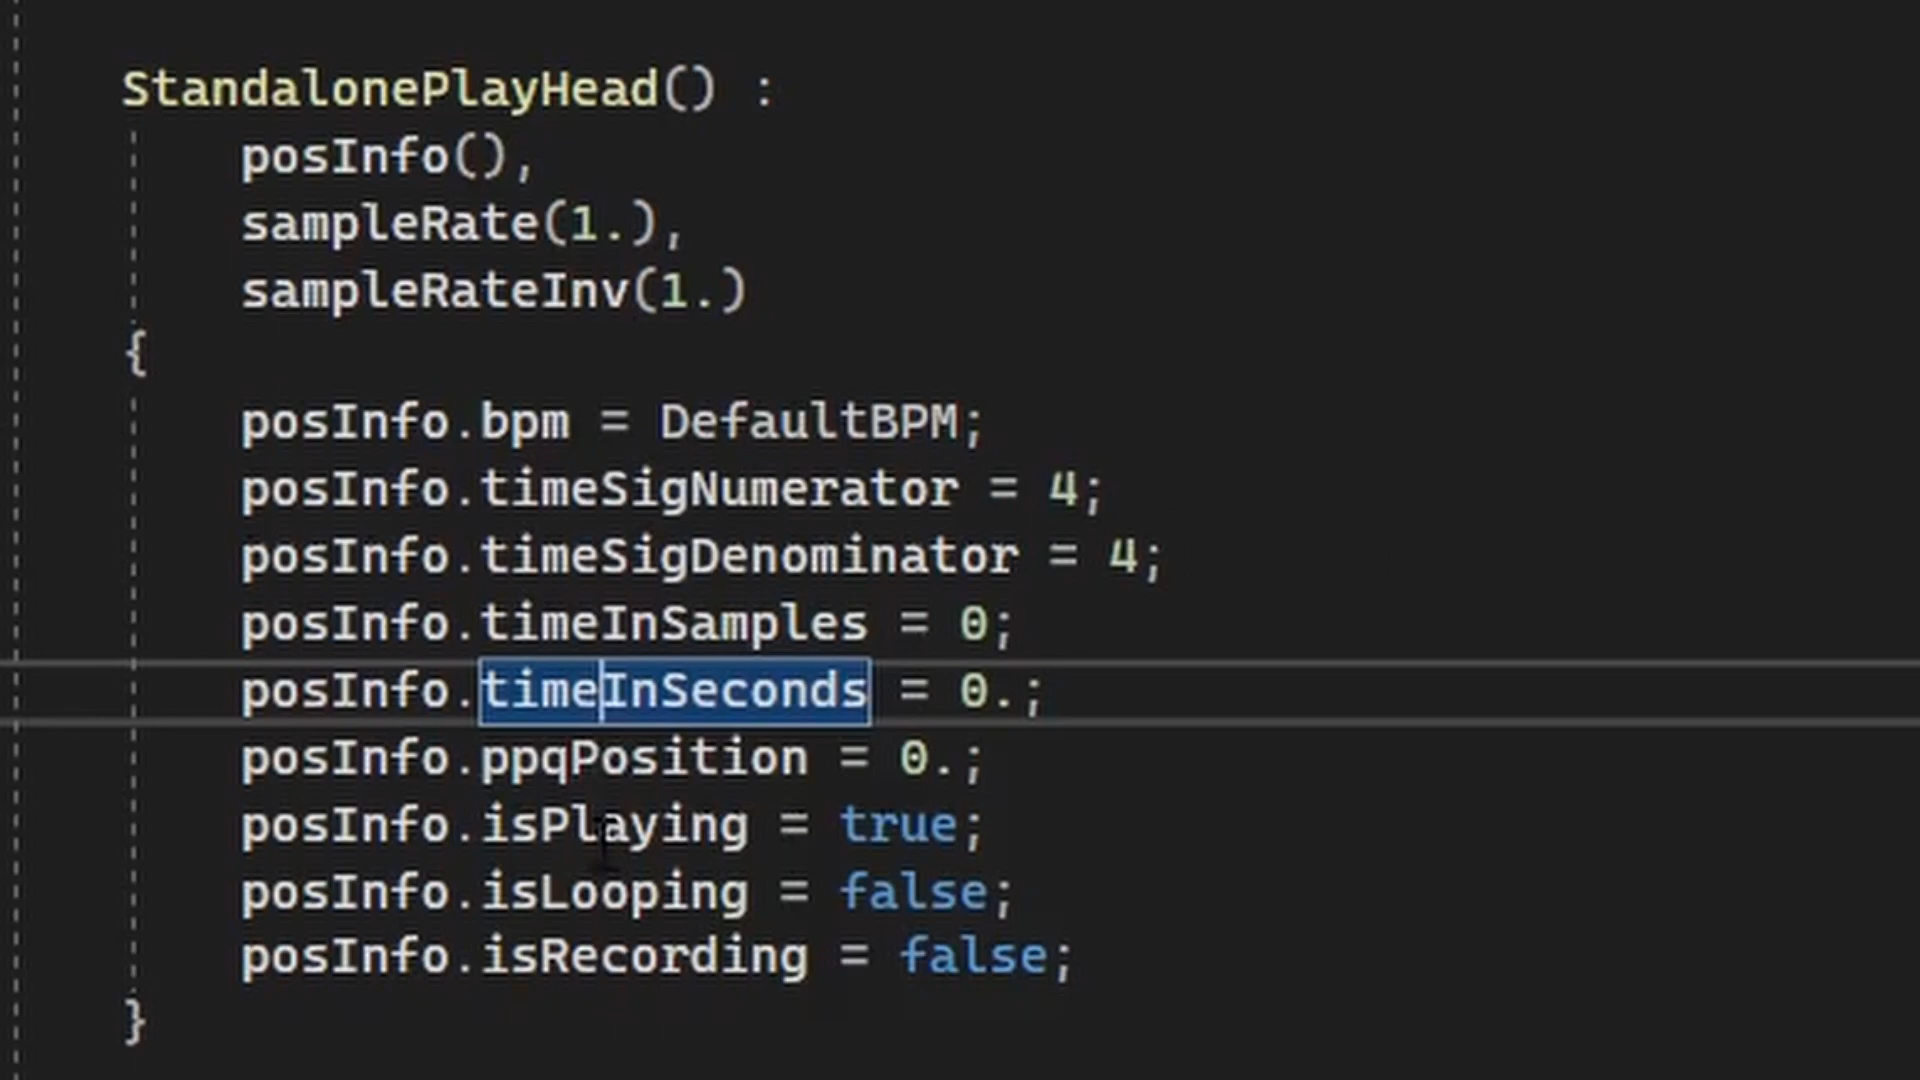 StandalonePlayHead() :
posInfo(),
sampleRate(1.),
sampleRateInv(1.)
{
posInfo.bpm = DefaultBPM;
posInfo.timeSigNumerator = 4;
posInfo.timeSigDenominator = 4;
posInfo.timeInSamples = 0;
posInfo.timeInSeconds = 0.;
posInfo.ppqPosition = 0.;
posInfo.isPlaying = true;
posInfo.isLooping = false;
posInfo.isRecording = false;
}